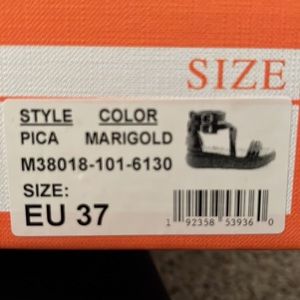 SIZE
STYLE COLOR
PICA MARIGOLD
M38018-101-6130
SIZE:
EU 37
1 92358 53936 0